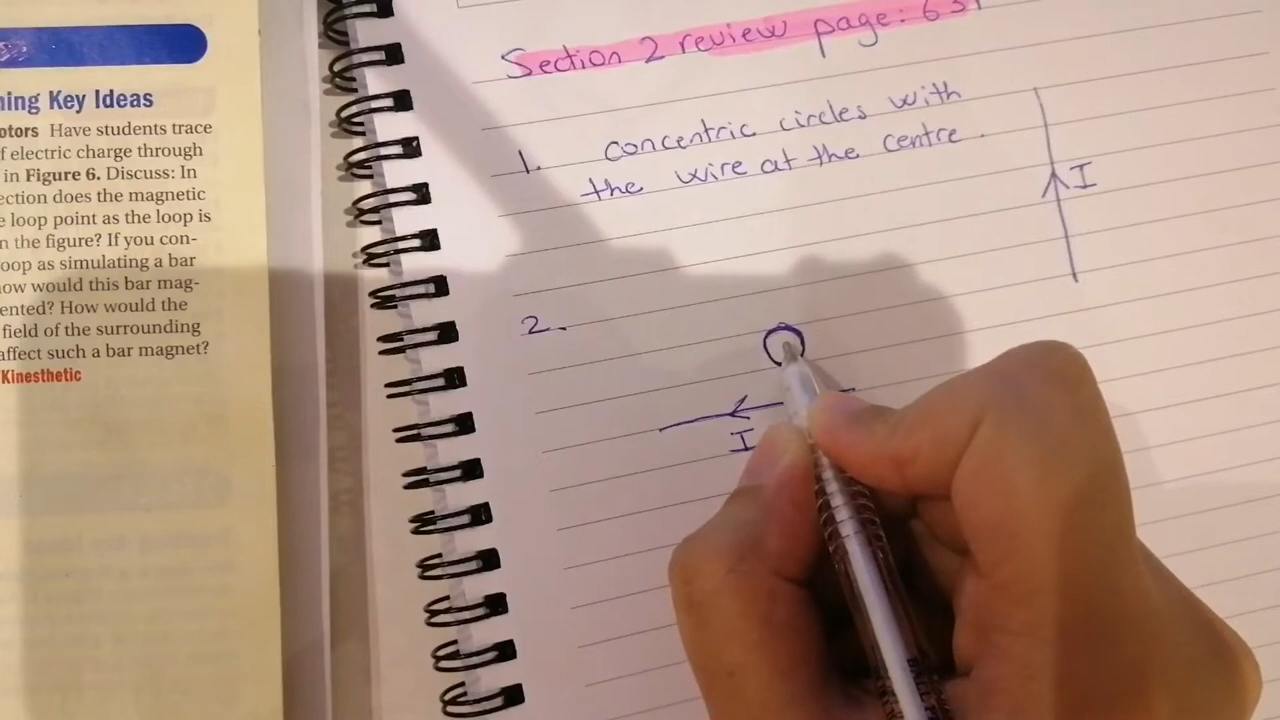 ning Key Ideas
otors Have students trace
f electric charge through
in Figure 6. Discuss: In
ection does the magnetic
e loop point as the loop is
n the figure? If you con-
oop as simulating a bar
now would this bar mag-
ented? How would the
field of the surrounding
affect such a bar magnet?
Kinesthetic
Section 2 review page:
1. concentric circles with
the wire at the centre.
I
2.
I